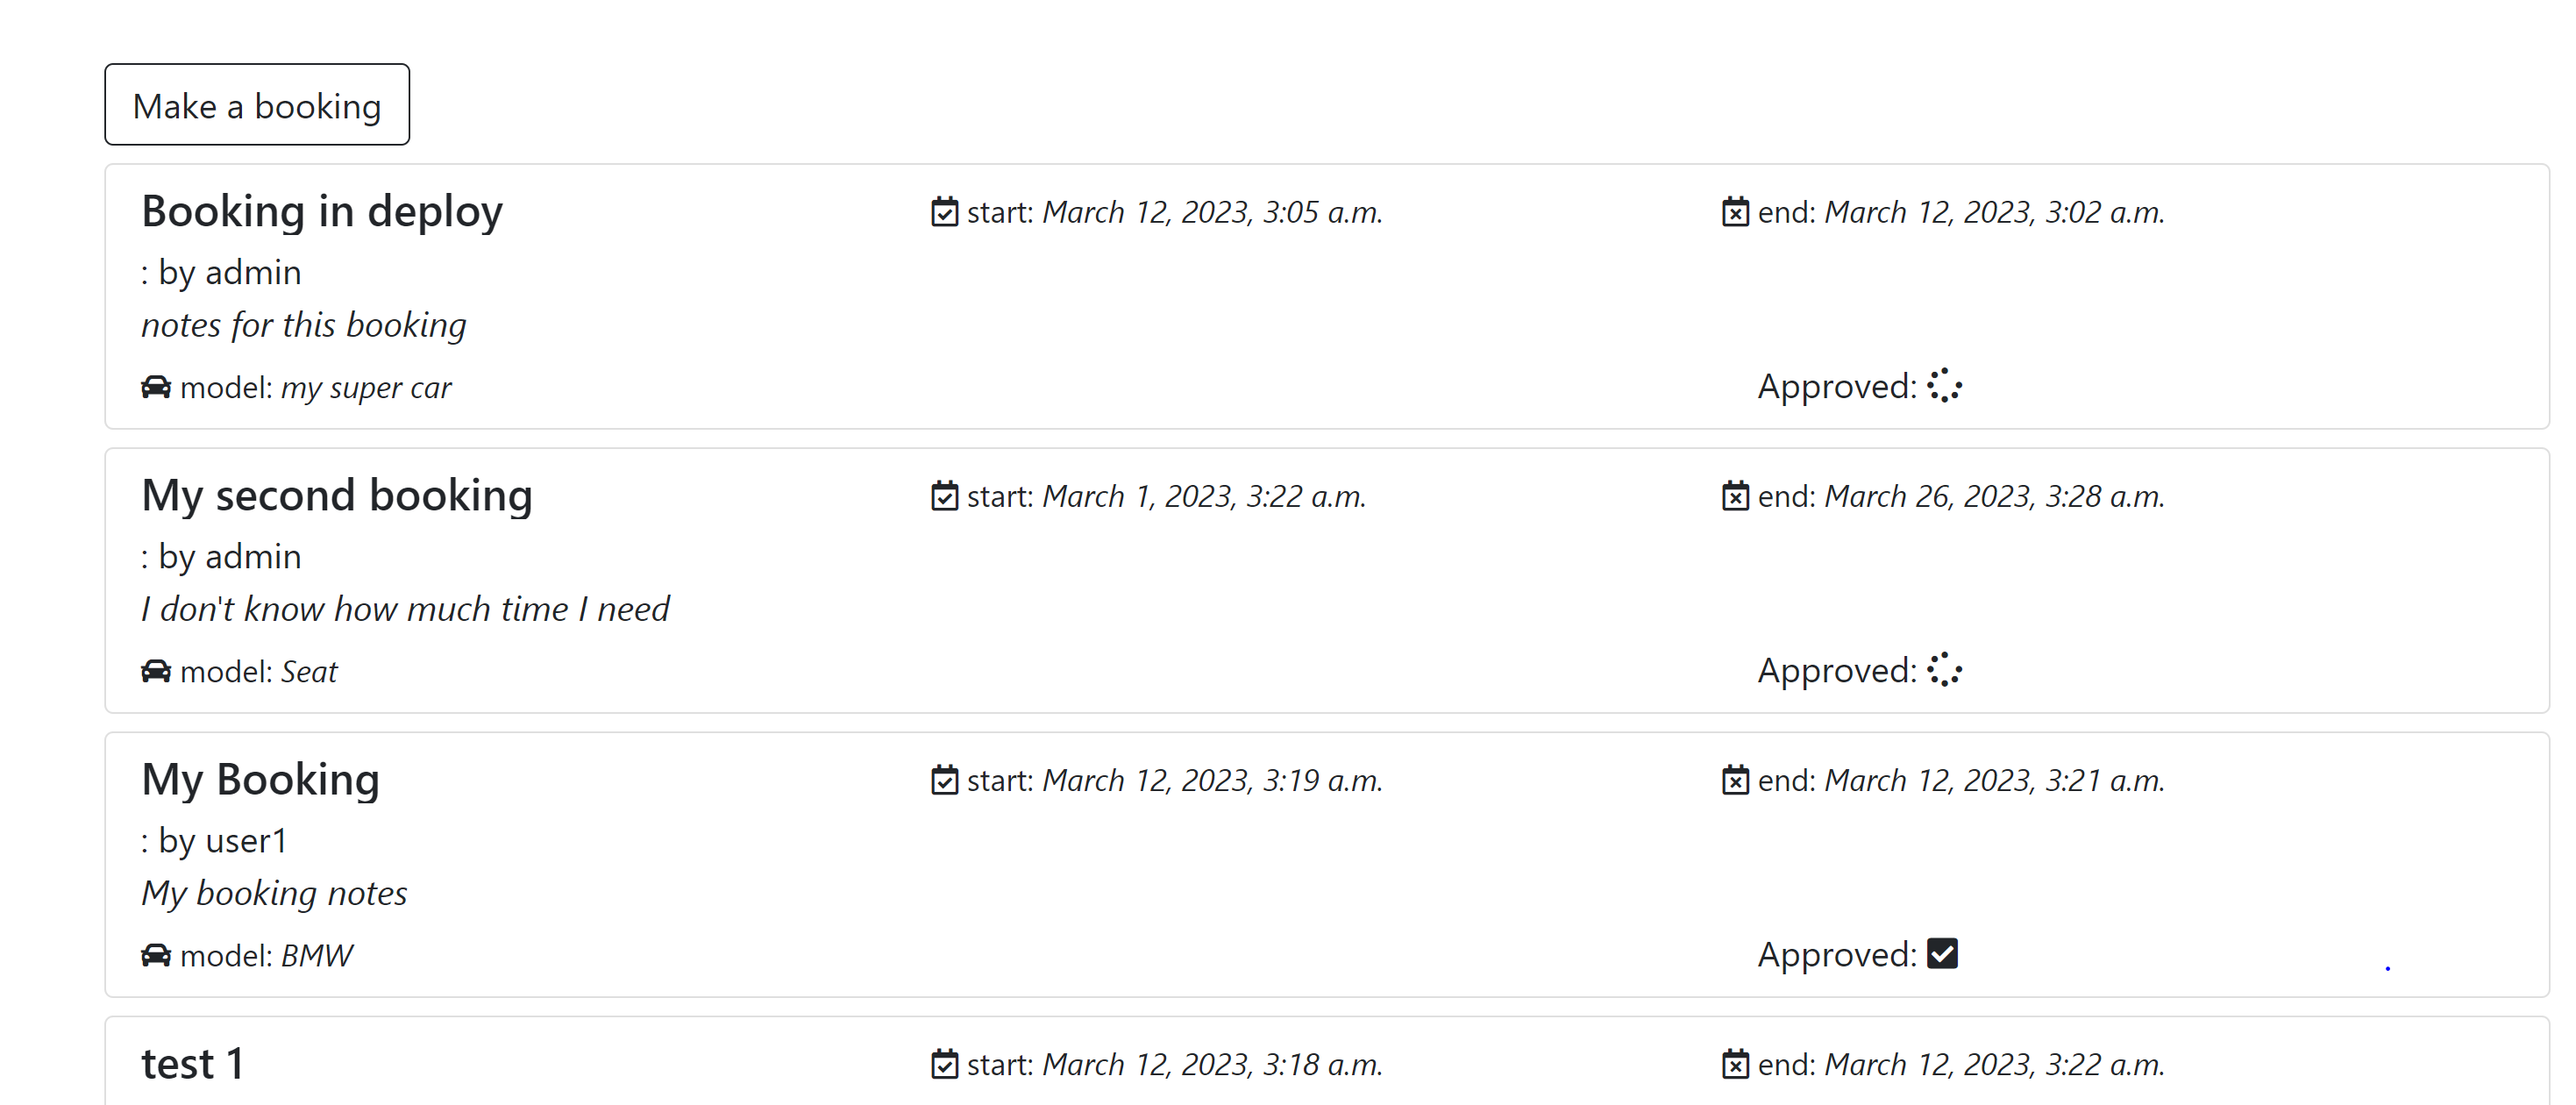 Make a booking
Booking in deploy
start: March 12, 2023, 3:05 a.m.
end: March 12, 2023, 3:02 a.m.
: by admin
notes for this booking
model: my super car
Approved:
My second booking
start: March 1, 2023, 3:22 a.m.
end: March 26, 2023, 3:28 a.m.
: by admin
I don't know how much time I need
model: Seat
Approved:
My Booking
start: March 12, 2023, 3:19 a.m.
end: March 12, 2023, 3:21 a.m.
: by user1
My booking notes
model: BMW
Approved:
test 1
start: March 12, 2023, 3:18 a.m.
end: March 12, 2023, 3:22 a.m.